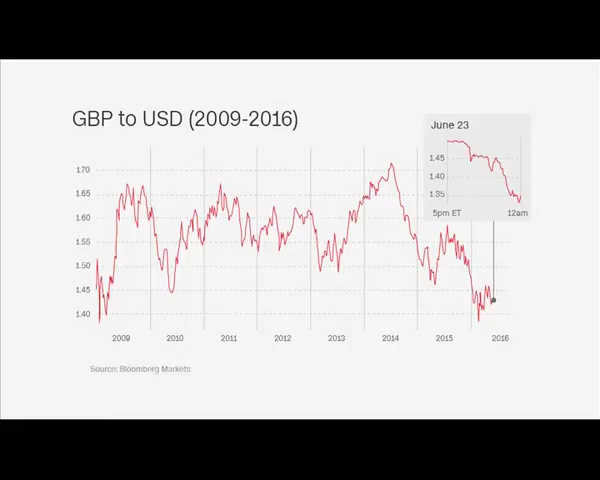 GBP to USD (2009-2016)
June 23
1.45
1.40
1.35
5pm ET 12am
1.70
1.65
1.60
1.55
1.50
1.45
1.40
2009 2010 2011 2012 2013 2014 2015 2016
Source: Bloomberg Markets